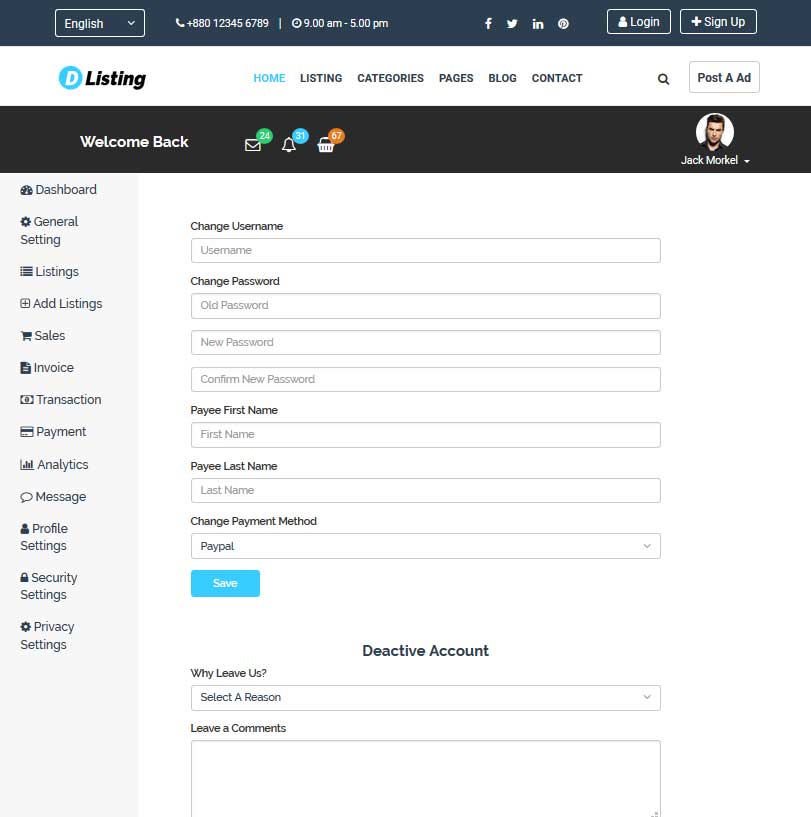 English
+880 12345 6789 | 9.00 am - 5.00 pm
Login
Sign Up
D Listing
HOME LISTING CATEGORIES PAGES BLOG CONTACT
Post A Ad
Welcome Back
24
31
67
Jack Morkel
Dashboard
General
Setting
Listings
Add Listings
Sales
Invoice
Transaction
Payment
Analytics
Message
Profile
Settings
Security
Settings
Privacy
Settings
Change Username
Username
Change Password
Old Password
New Password
Confirm New Password
Payee First Name
First Name
Payee Last Name
Last Name
Change Payment Method
Paypal
Save
Deactive Account
Why Leave Us?
Select A Reason
Leave a Comments